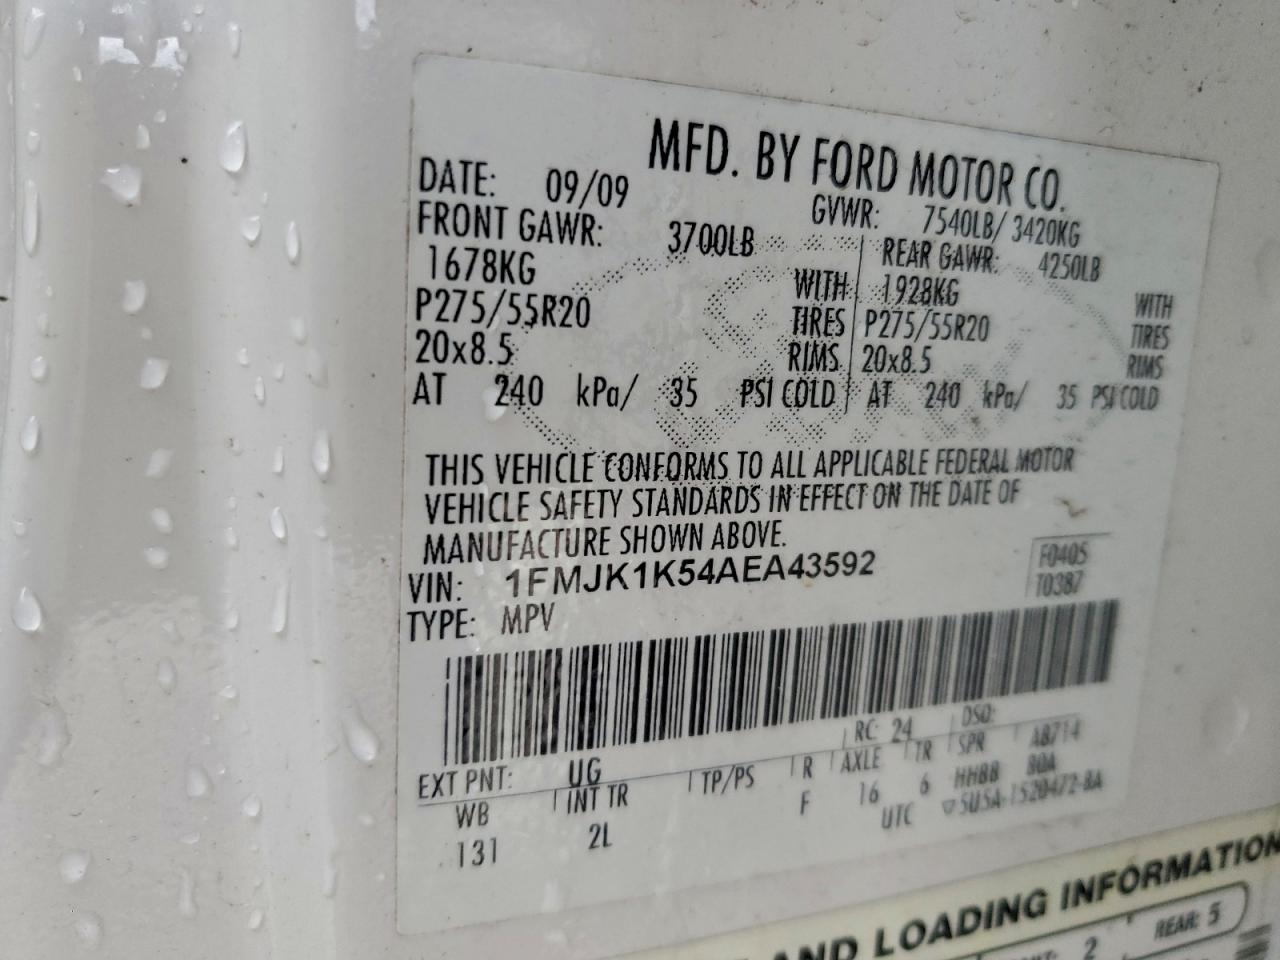 MFD. BY FORD MOTOR CO.
DATE: 09/09 GVWR: 7540LB/ 3420KG
FRONT GAWR: 3700LB REAR GAWR: 4250LB
1678KG WITH 1928KG WITH
P275/55R20 TIRES P275/55R20 TIRES
20x8.5 RIMS 20x8.5 RIMS
AT 240 kPa/ 35 PSI COLD AT 240 kPa/ 35 PSI COLD
THIS VEHICLE CONFORMS TO ALL APPLICABLE FEDERAL MOTOR
VEHICLE SAFETY STANDARDS IN EFFECT ON THE DATE OF
MANUFACTURE SHOWN ABOVE.
F0405
VIN: 1FMJK1K54AEA43592
T0387
TYPE: MPV
EXT PNT: UG RC: 24 DSO:
WB INT TR TP/PS R AXLE TR SPR A8714
131 2L F 16 6 HHBB
UTC 5U5A-1520472-BA
AND LOADING INFORMATION
2 REAR: 5